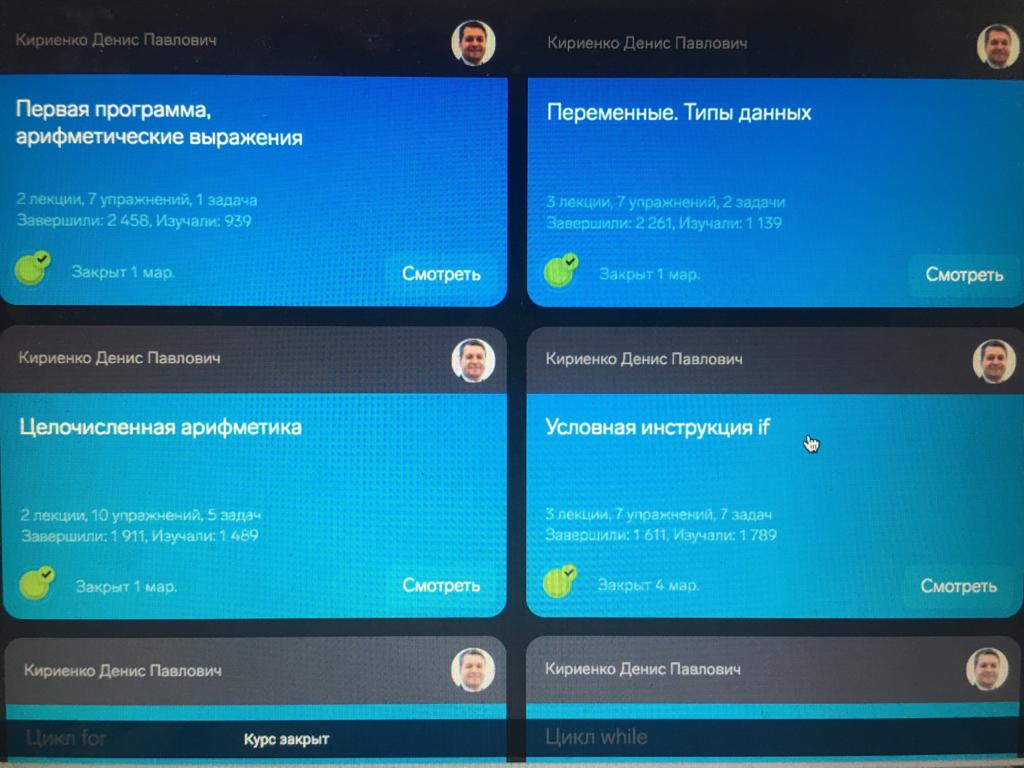 Кириенко Денис Павлович
Первая программа,
арифметические выражения
2 лекции, 7 упражнений, 1 задача
Завершили: 2 458, Изучали: 939
Закрыт 1 мар.
Смотреть
Кириенко Денис Павлович
Переменные. Типы данных
3 лекции, 7 упражнений, 2 задачи
Завершили: 2 261, Изучали: 1 139
Закрыт 1 мар.
Смотреть
Кириенко Денис Павлович
Целочисленная арифметика
2 лекции, 10 упражнений, 5 задач
Завершили: 1 911, Изучали: 1 489
Закрыт 1 мар.
Смотреть
Кириенко Денис Павлович
Условная инструкция if
3 лекции, 7 упражнений, 7 задач
Завершили: 1 611, Изучали: 1 789
Закрыт 4 мар.
Смотреть
Кириенко Денис Павлович
Цикл for
Курс закрыт
Кириенко Денис Павлович
Цикл while